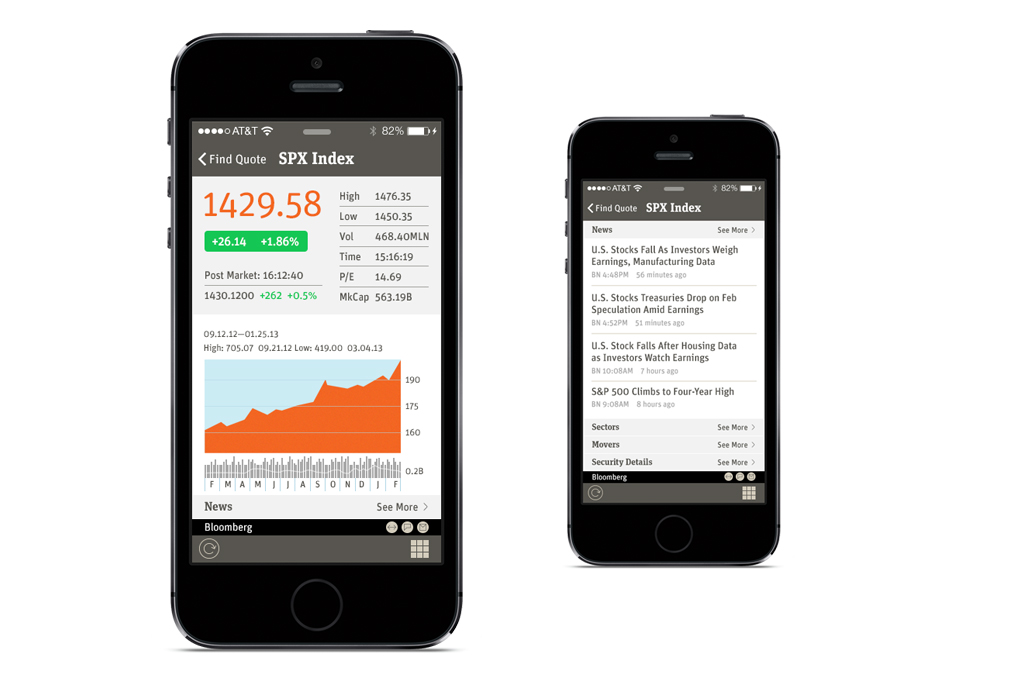 AT&T 82%
Find Quote SPX Index
1429.58
+26.14 +1.86%
Post Market: 16:12:40
1430.1200 +262 +0.5%
High 1476.35
Low 1450.35
Vol 468.40MLN
Time 15:16:19
P/E 14.69
MkCap 563.19B
09.12.12—01.25.13
High: 705.07 09.21.12 Low: 419.00 03.04.13
190
175
160
0.2B
F M A M J J A S O N D J F
News See More
Bloomberg
AT&T 82%
Find Quote SPX Index
News See More
U.S. Stocks Fall As Investors Weigh
Earnings, Manufacturing Data
BN 4:48PM 56 minutes ago
U.S. Stocks Treasuries Drop on Feb
Speculation Amid Earnings
BN 4:52PM 51 minutes ago
U.S. Stock Falls After Housing Data
as Investors Watch Earnings
BN 10:08AM 7 hours ago
S&P 500 Climbs to Four-Year High
BN 9:08AM 8 hours ago
Sectors See More
Movers See More
Security Details See More
Bloomberg